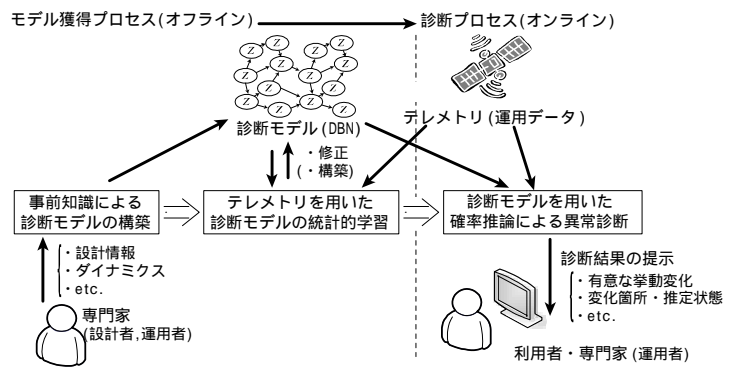 モデル獲得プロセス(オフライン)
診断プロセス(オンライン)
Z
Z
Z
Z
Z
Z
Z
Z
Z
Z
診断モデル(DBN)
テレメトリ(運用データ)
・修正
(・構築)
事前知識による
診断モデルの構築
テレメトリを用いた
診断モデルの統計的学習
診断モデルを用いた
確率推論による異常診断
・設計情報
・ダイナミクス
・etc.
専門家
(設計者,運用者)
診断結果の提示
・有意な挙動変化
・変化箇所・推定状態
・etc.
利用者・専門家(運用者)